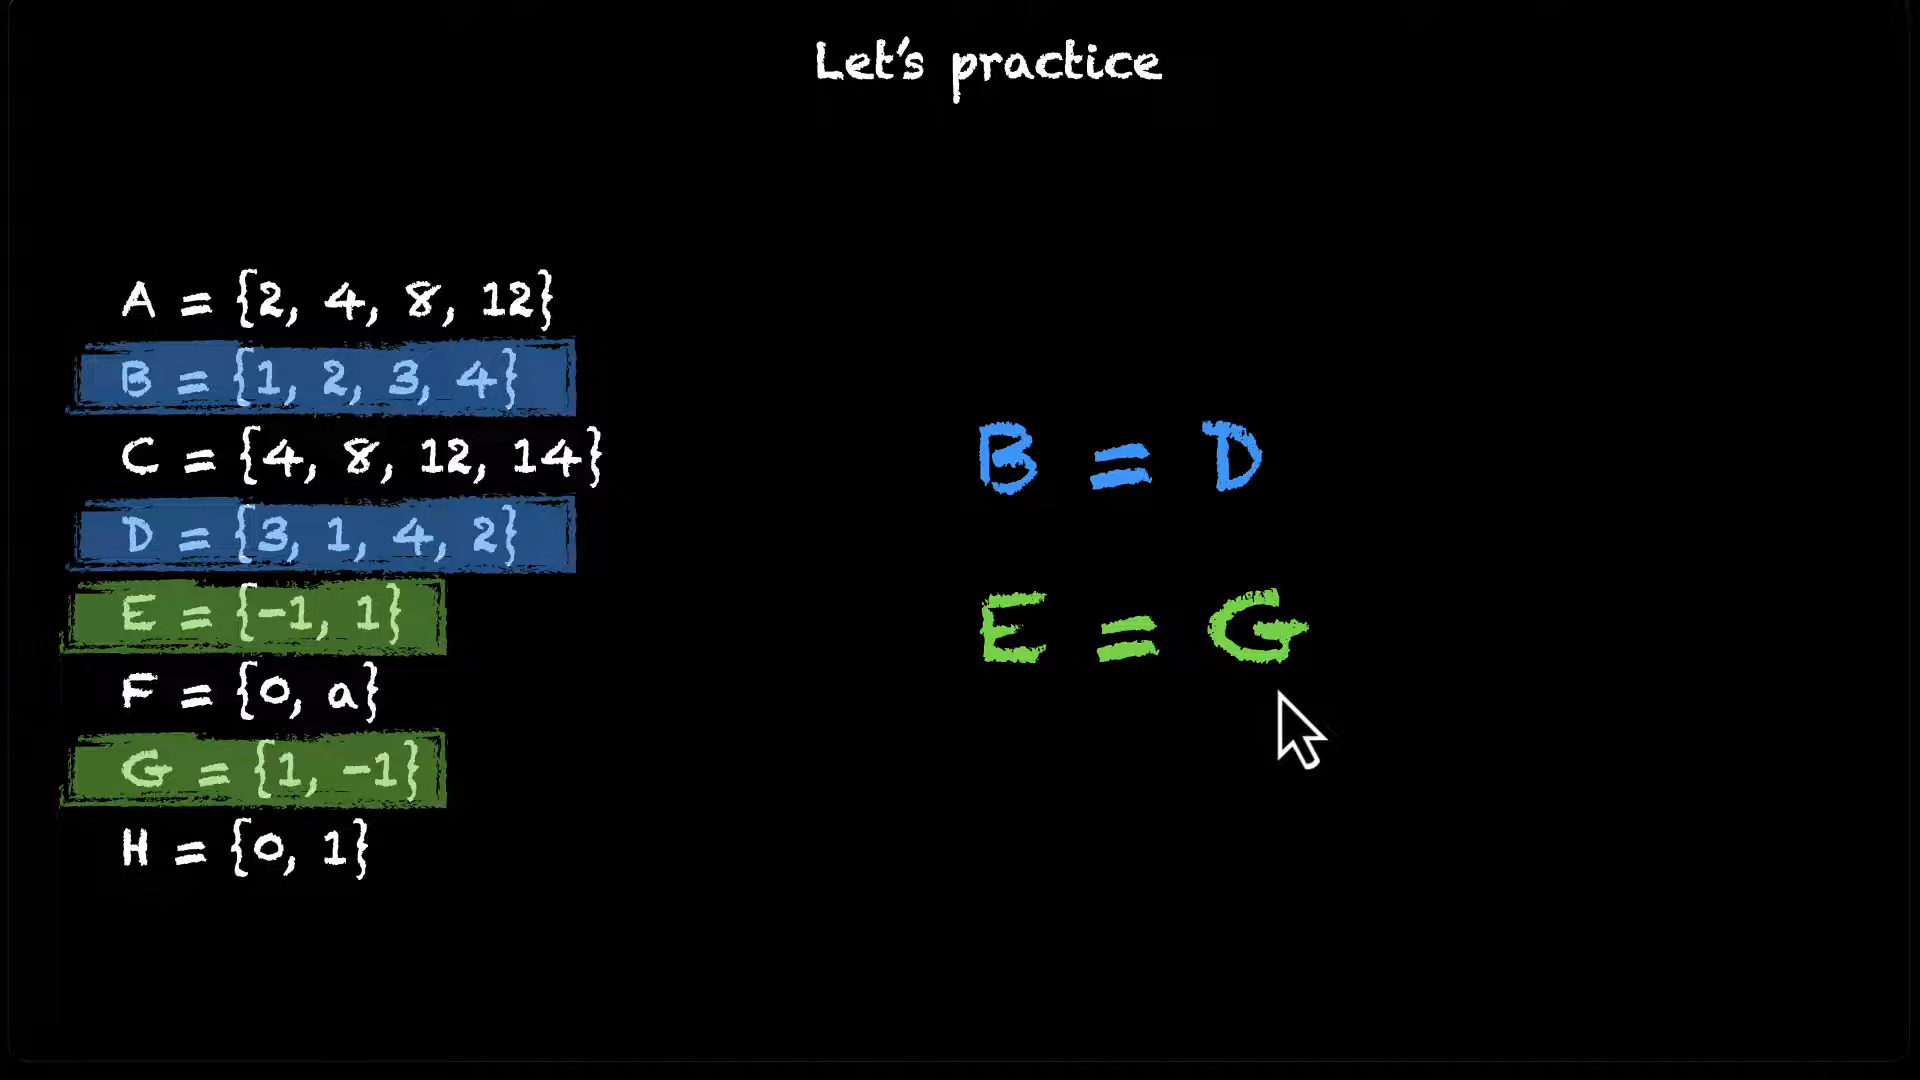 Let's practice
A = {2, 4, 8, 12}
B = {1, 2, 3, 4}
C = {4, 8, 12, 14}
D = {3, 1, 4, 2}
E = {-1, 1}
F = {0, a}
G = {1, -1}
H = {0, 1}
B = D
E = G